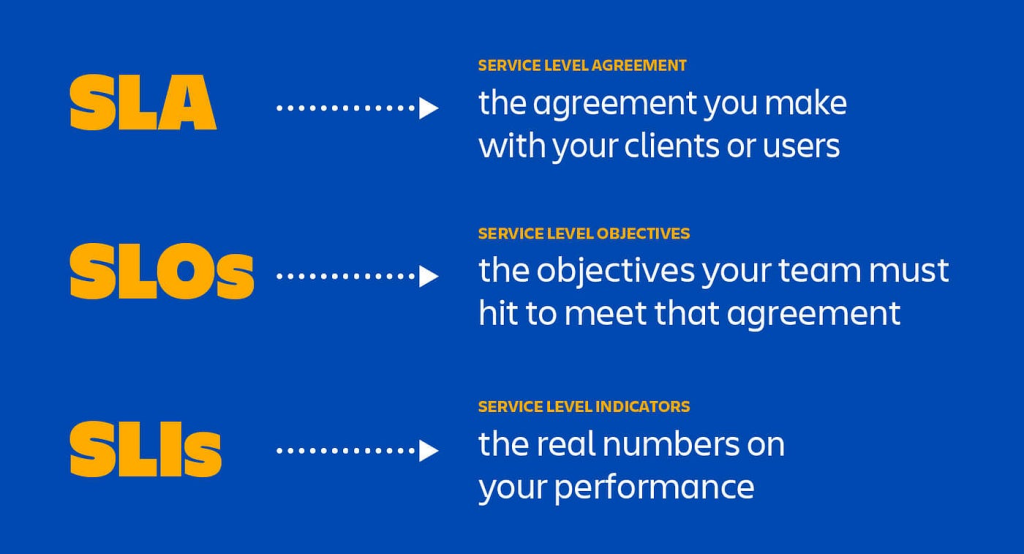 SLA
SERVICE LEVEL AGREEMENT
the agreement you make
with your clients or users
SLOs
SERVICE LEVEL OBJECTIVES
the objectives your team must
hit to meet that agreement
SLIs
SERVICE LEVEL INDICATORS
the real numbers on
your performance